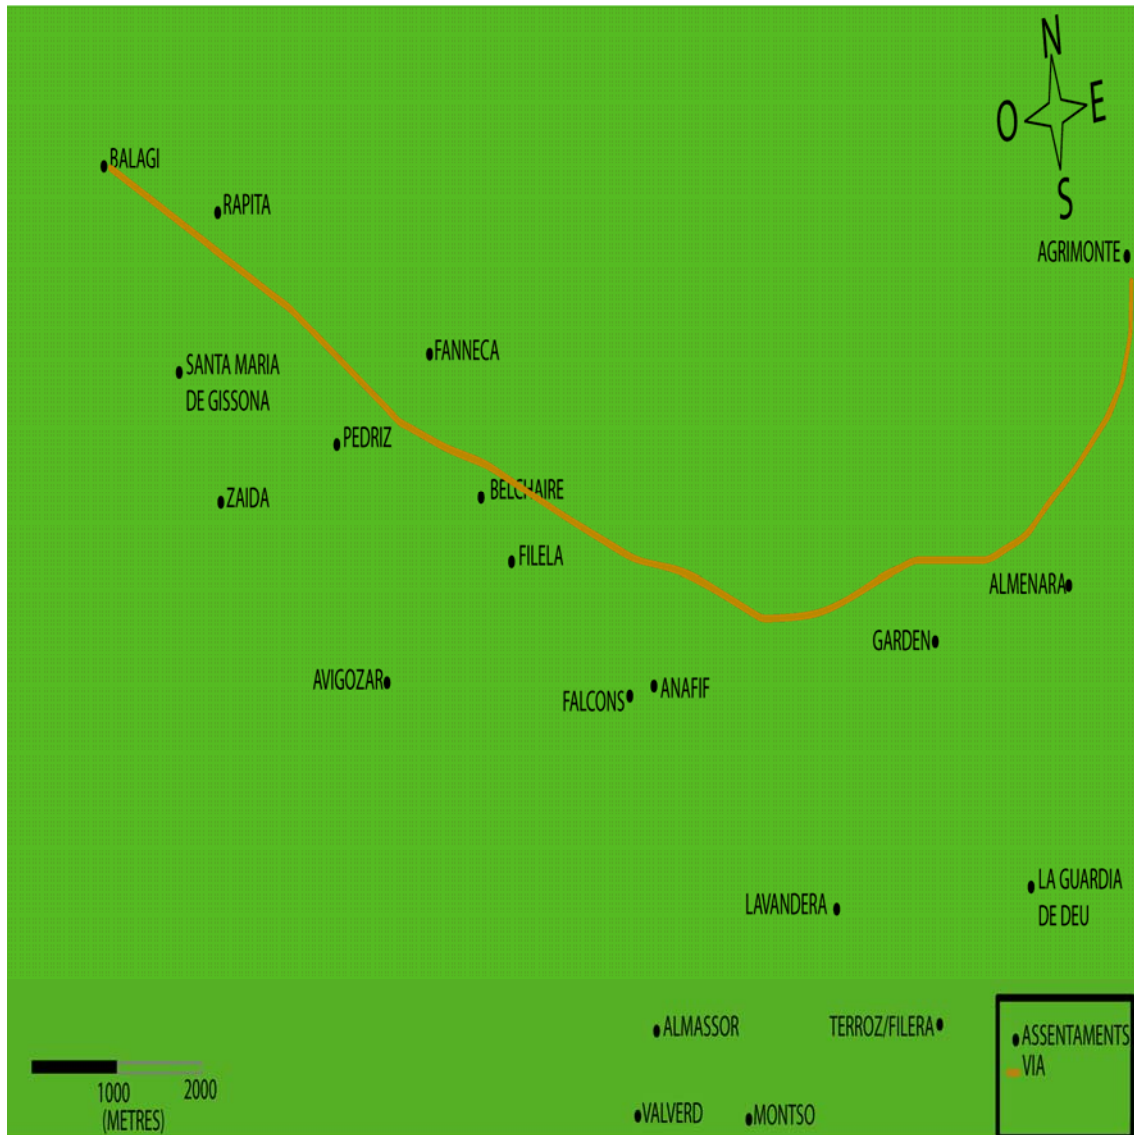 N
O
E
S
BALAGI
RAPITA
AGRIMONTE
FANNECA
SANTA MARIA
DE GISSONA
PEDRIZ
ZAIDA
BELCHAIRE
FILELA
ALMENARA
GARDEN
AVIGOZAR
FALCONS
ANAFIF
LA GUARDIA
DE DEU
LAVANDERA
ALMASSOR
TERROZ/FILERA
ASSENTAMENTS
VIA
1000 2000
(METRES)
VALVERD
MONTSO